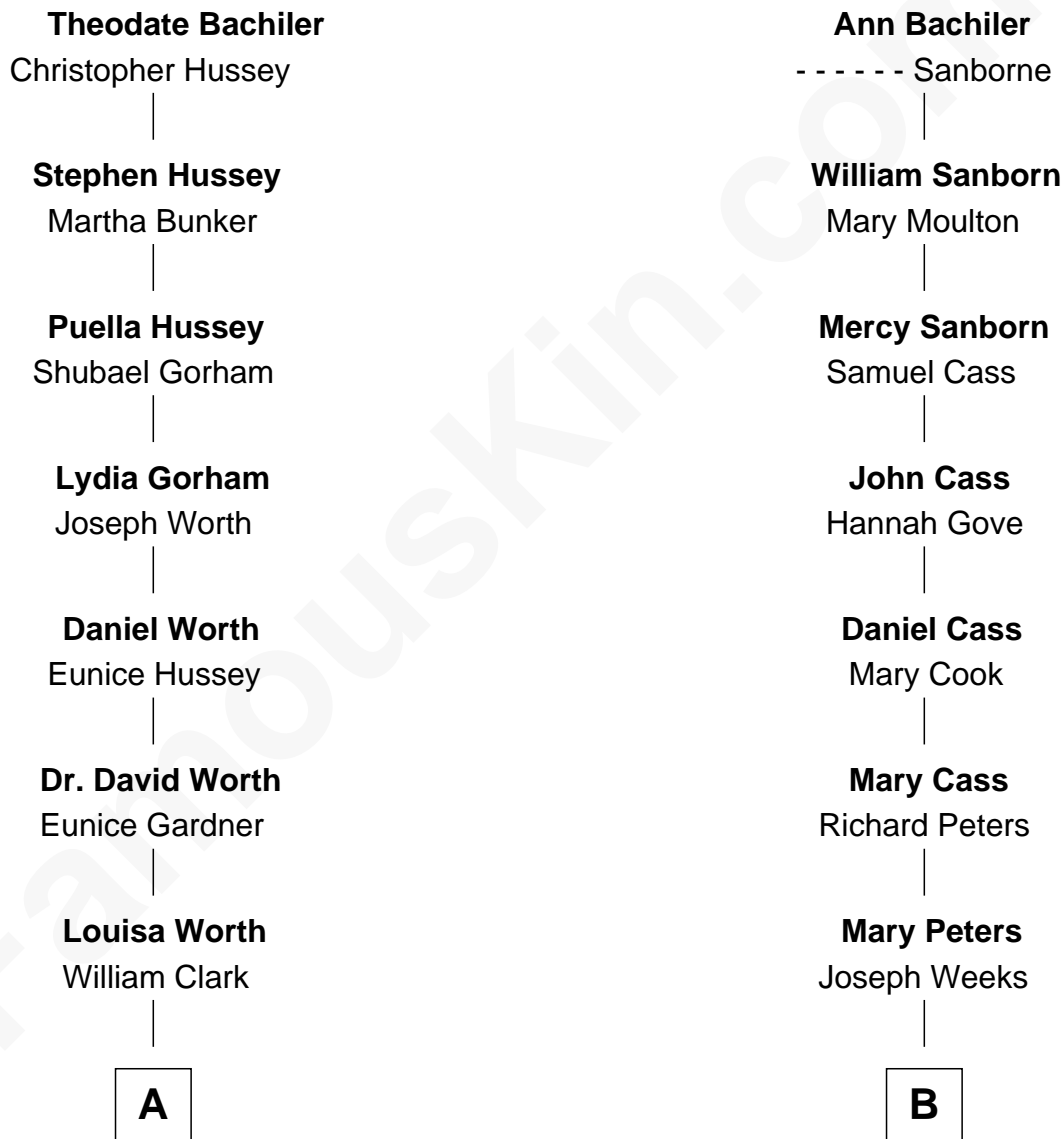 Theodate Bachiler
Christopher Hussey
Stephen Hussey
Martha Bunker
Puella Hussey
Shubael Gorham
Lydia Gorham
Joseph Worth
Daniel Worth
Eunice Hussey
Dr. David Worth
Eunice Gardner
Louisa Worth
William Clark
A
Ann Bachiler
- - - - - - Sanborne
William Sanborn
Mary Moulton
Mercy Sanborn
Samuel Cass
John Cass
Hannah Gove
Daniel Cass
Mary Cook
Mary Cass
Richard Peters
Mary Peters
Joseph Weeks
B
FamousKin.com